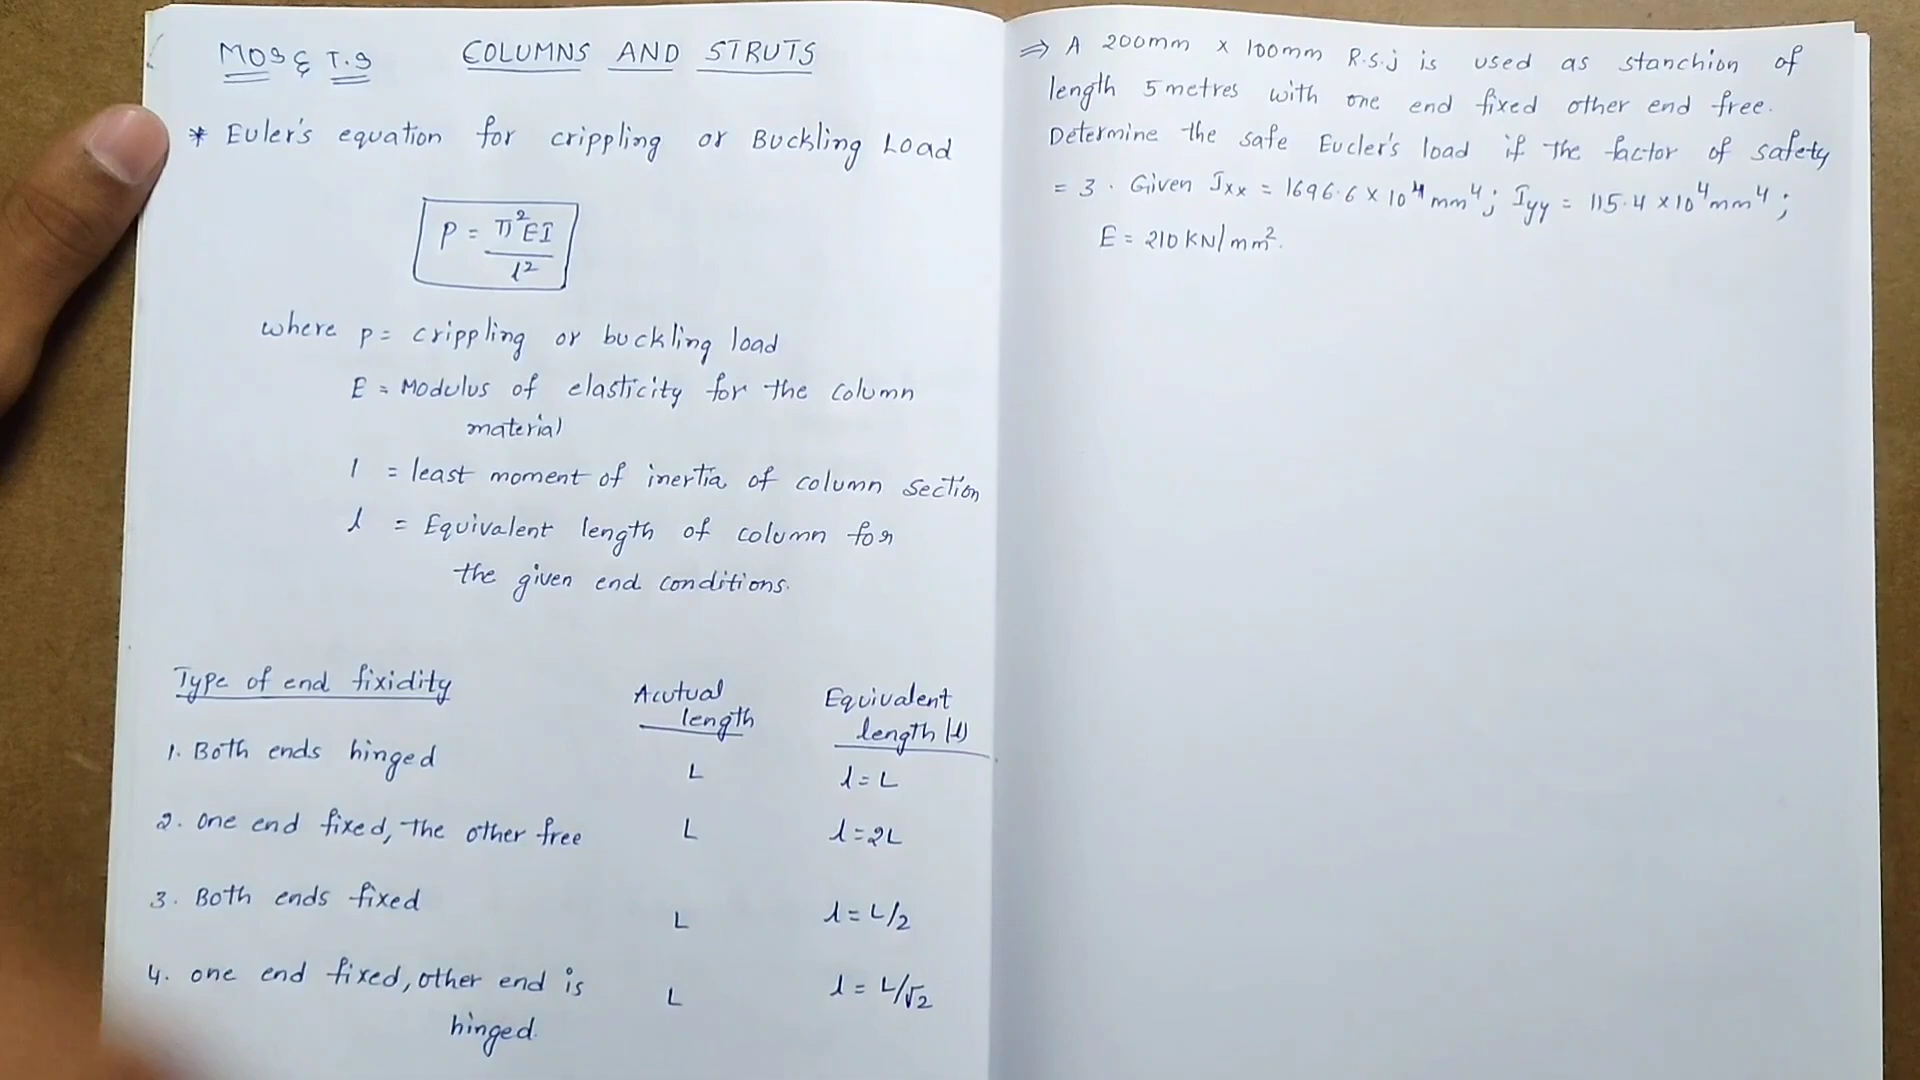 MOS & T.S COLUMNS AND STRUTS
* Euler's equation for crippling or Buckling Load
P = π²EI / l²
where P = crippling or buckling load
E = Modulus of elasticity for the column
material
I = least moment of inertia of column section
l = Equivalent length of column for
the given end conditions.
Type of end fixidity Acutual length Equivalent length (l)
1. Both ends hinged L l = L
2. one end fixed, the other free L l = 2L
3. Both ends fixed L l = L/2
4. one end fixed, other end is L l = L/√2
hinged.
⇒ A 200mm x 100mm R.S.j is used as stanchion of
length 5 metres with one end fixed other end free.
Determine the safe Eucler's load if the factor of safety
= 3. Given Ixx = 1696.6 x 10⁴ mm⁴; Iyy = 115.4 x 10⁴ mm⁴;
E = 210 KN/mm².